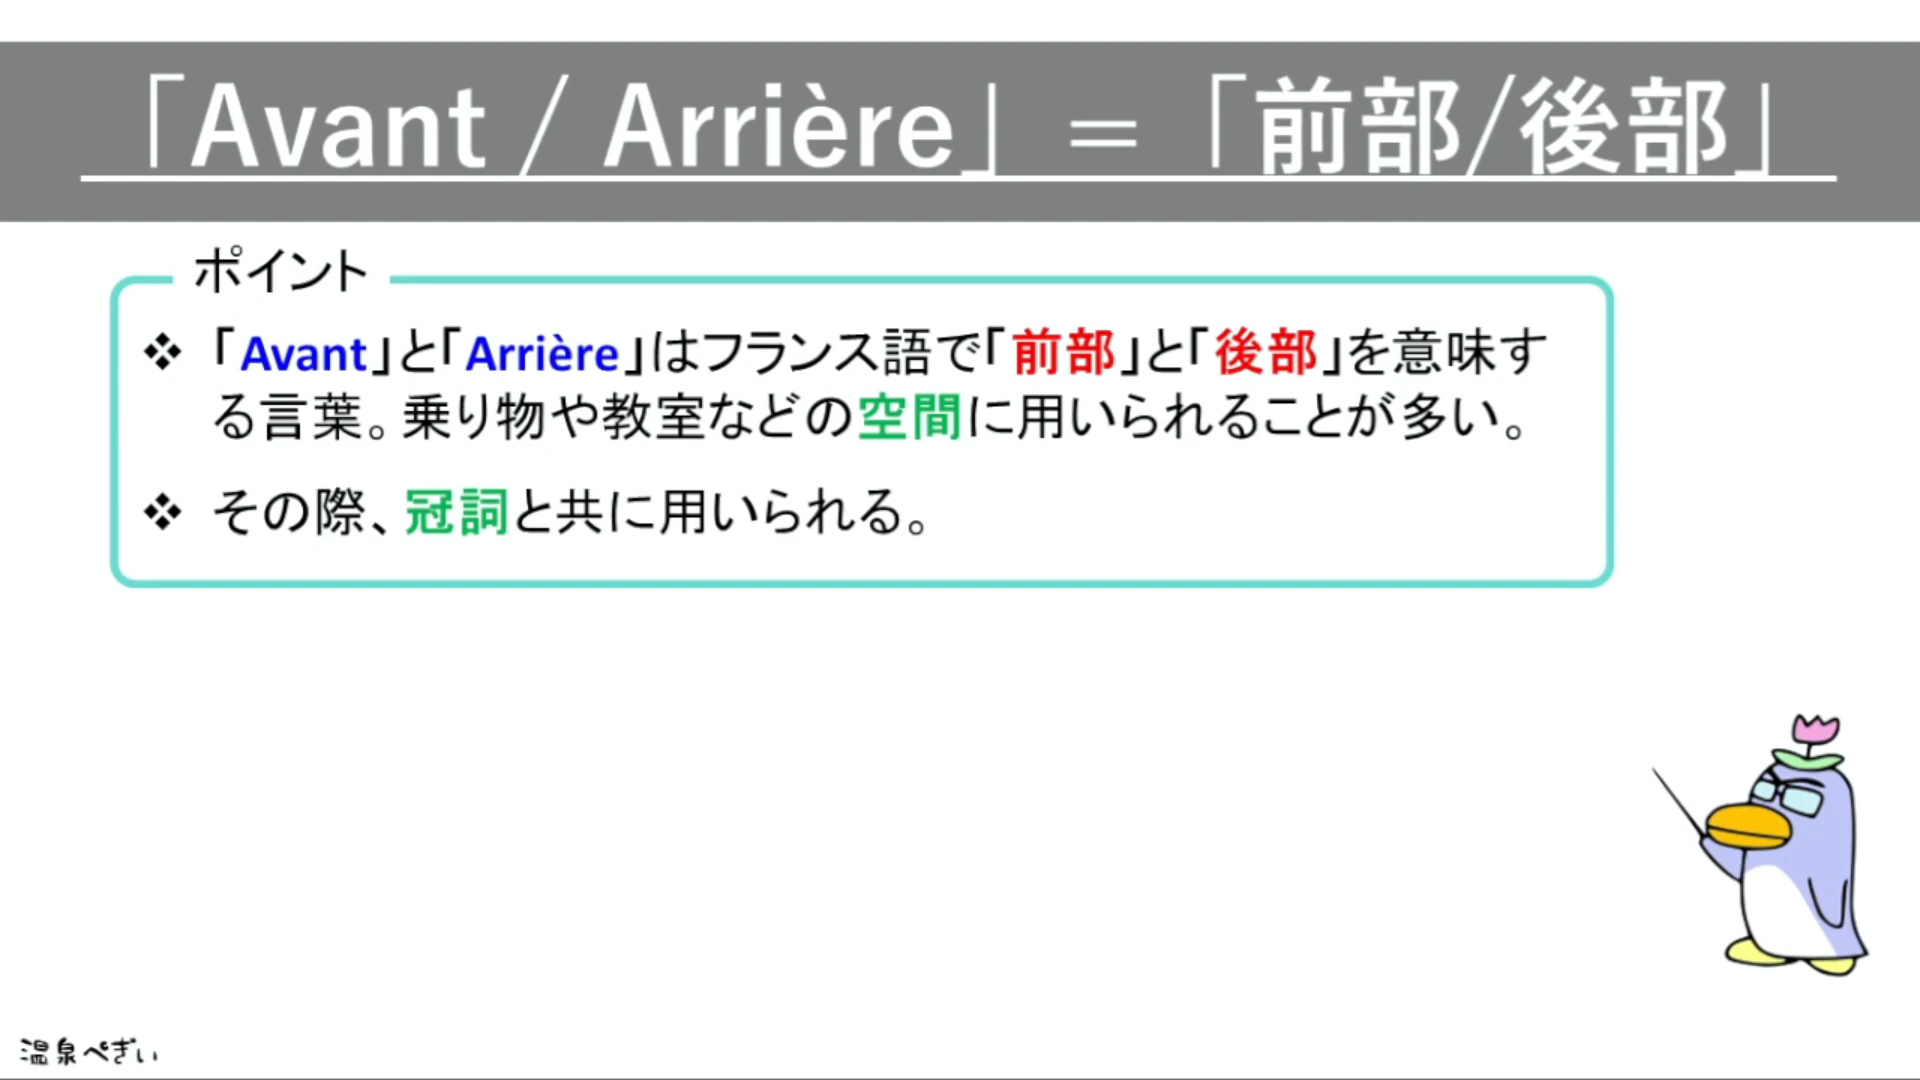 「Avant / Arrière」 = 「前部/後部」
ポイント
❖ 「Avant」と「Arrière」はフランス語で「前部」と「後部」を意味す
る言葉。乗り物や教室などの空間に用いられることが多い。
❖ その際、冠詞と共に用いられる。
温泉ぺぎぃ